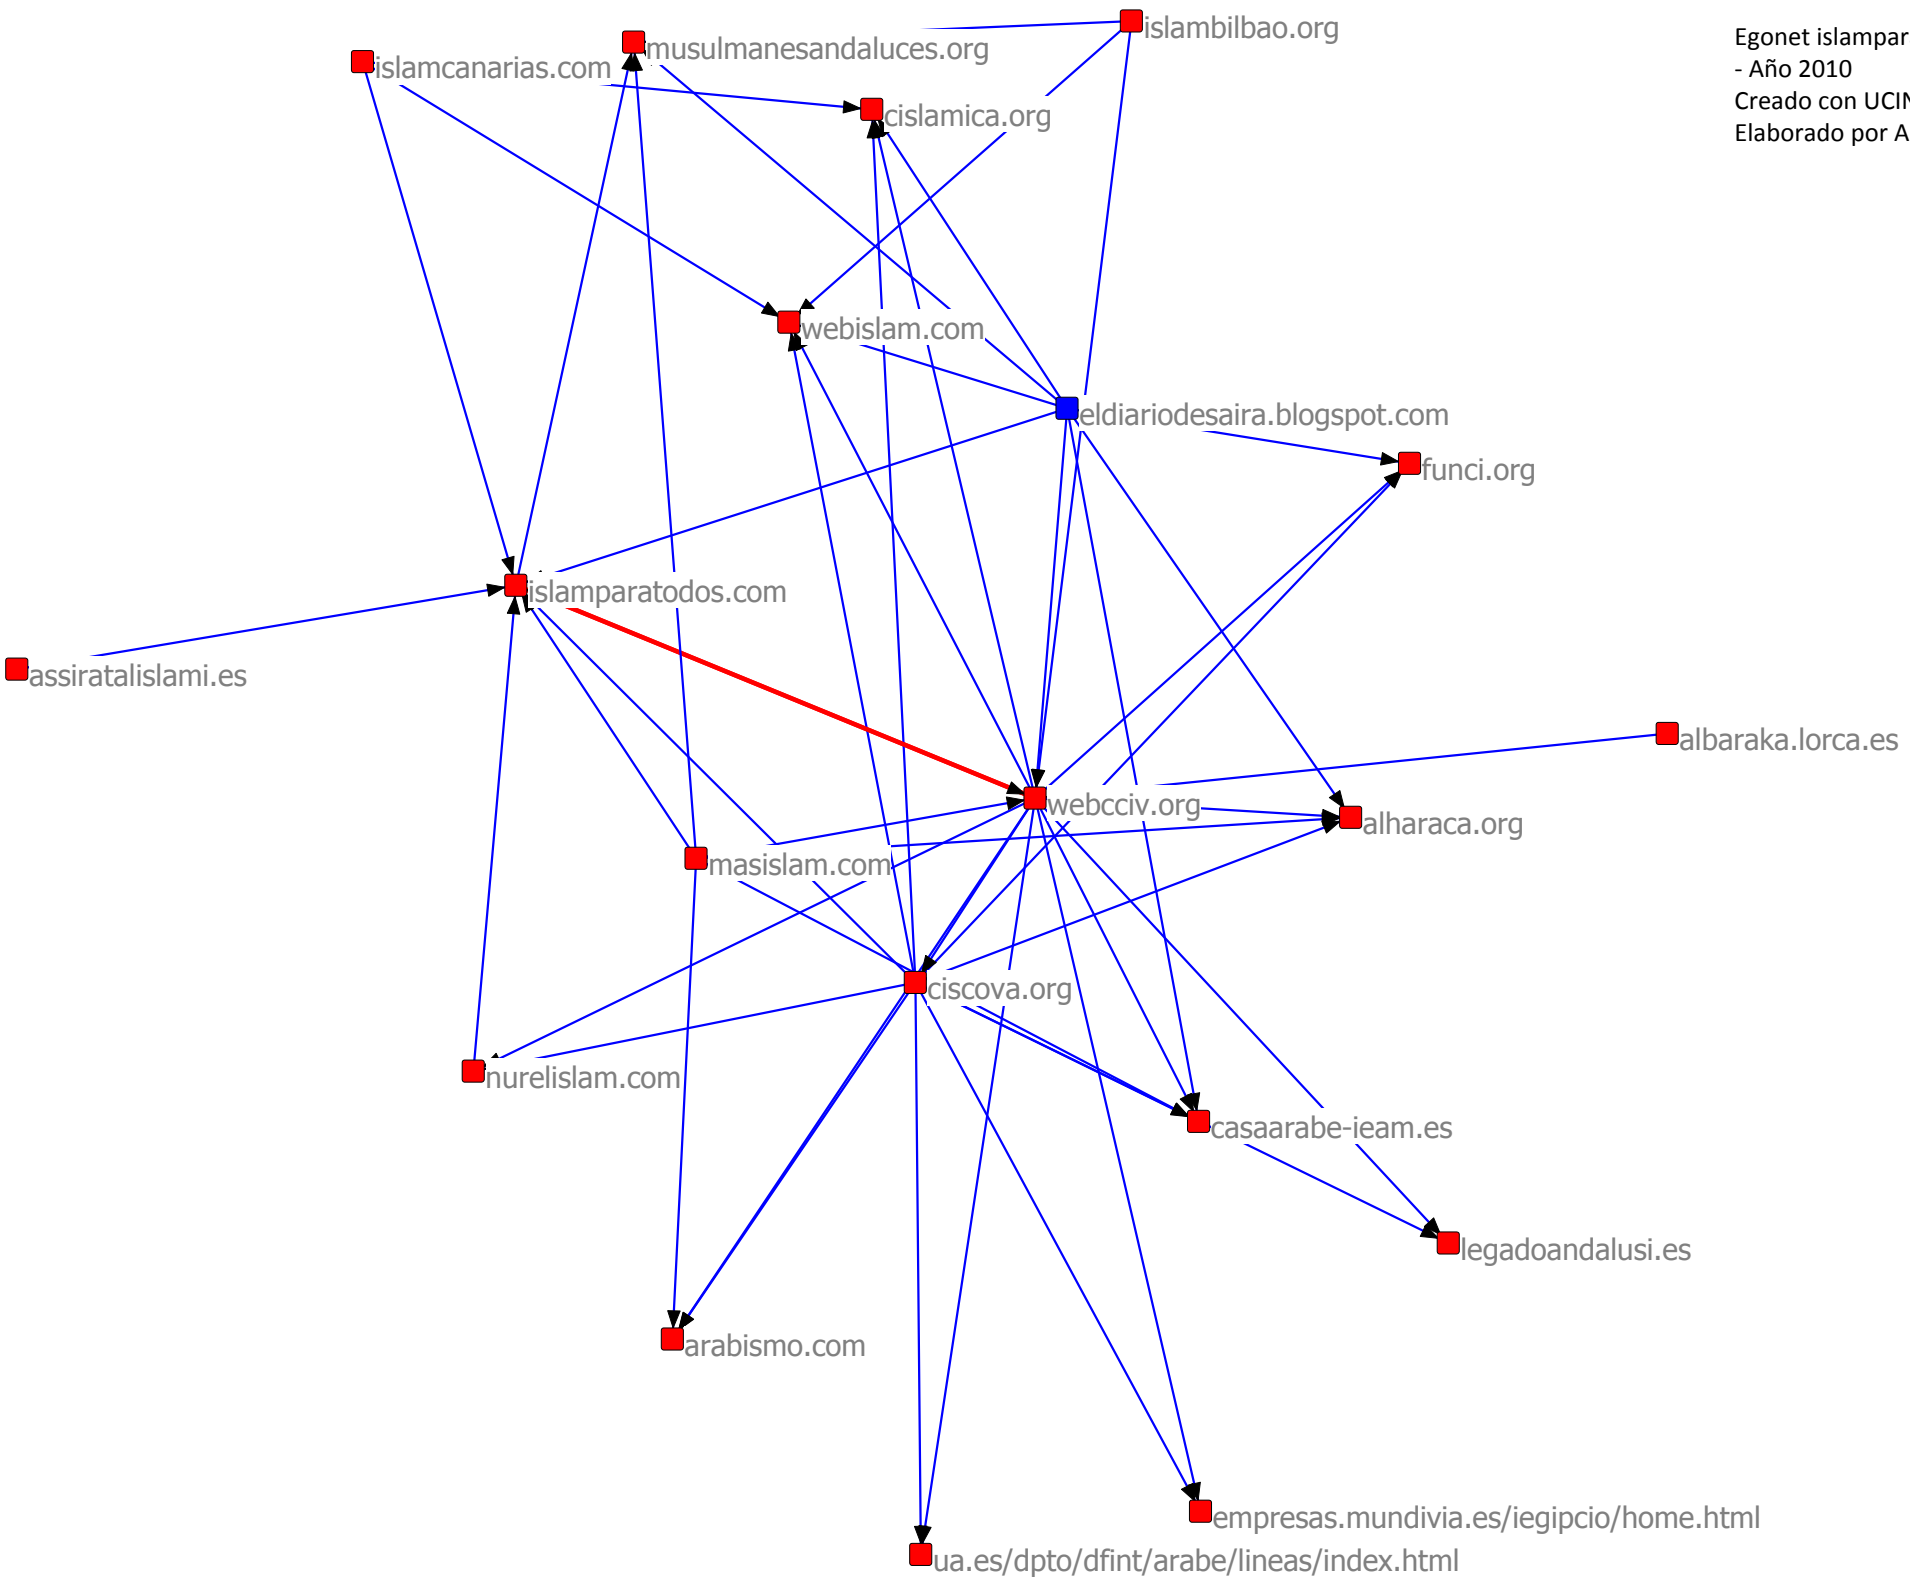 islambilbao.org
Egonet islampar
- Año 2010
Creado con UCIN
Elaborado por A
musulmanesandaluces.org
islamcanarias.com
cislamica.org
webislam.com
eldiariodesaira.blogspot.com
funci.org
islamparatodos.com
assiratalislami.es
albaraka.lorca.es
webcciv.org
alharaca.org
masislam.com
ciscova.org
nurelislam.com
casaarabe-ieam.es
legadoandalusi.es
arabismo.com
empresas.mundivia.es/iegipcio/home.html
ua.es/dpto/dfint/arabe/lineas/index.html